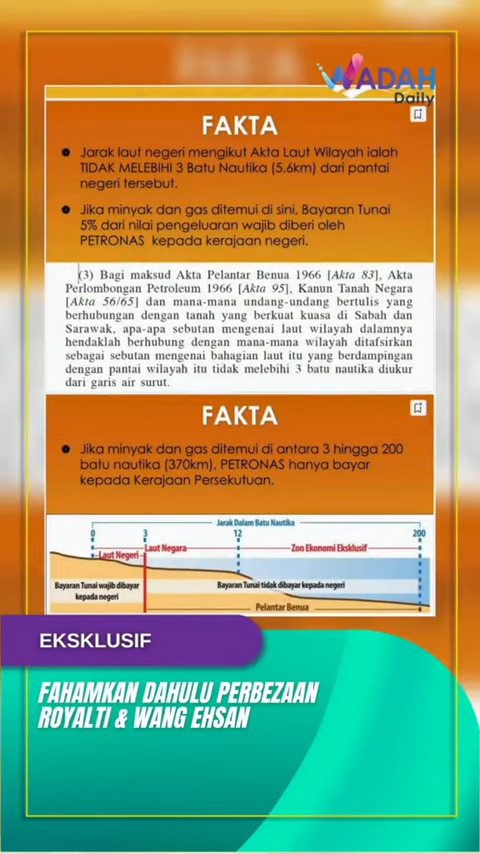 WADAH
Daily
FAKTA
Jarak laut negeri mengikut Akta Laut Wilayah ialah
TIDAK MELEBIHI 3 Batu Nautika (5.6km) dari pantai
negeri tersebut.
Jika minyak dan gas ditemui di sini, Bayaran Tunai
5% dari nilai pengeluaran wajib diberi oleh
PETRONAS kepada kerajaan negeri.
(3) Bagi maksud Akta Pelantar Benua 1966 [Akta 83], Akta
Perlombongan Petroleum 1966 [Akta 95], Kanun Tanah Negara
[Akta 56/65] dan mana-mana undang-undang bertulis yang
berhubungan dengan tanah yang berkuat kuasa di Sabah dan
Sarawak, apa-apa sebutan mengenai laut wilayah dalamnya
hendaklah berhubung dengan mana-mana wilayah ditafsirkan
sebagai sebutan mengenai bahagian laut itu yang berdampingan
dengan pantai wilayah itu tidak melebihi 3 batu nautika diukur
dari garis air surut.
FAKTA
Jika minyak dan gas ditemui di antara 3 hingga 200
batu nautika (370km), PETRONAS hanya bayar
kepada Kerajaan Persekutuan.
Jarak Dalam Batu Nautika
0 3 12 200
Laut Negeri Laut Negara Zon Ekonomi Eksklusif
Bayaran Tunai wajib dibayar
kepada negeri
Bayaran Tunai tidak dibayar kepada negeri
Pelantar Benua
EKSKLUSIF
FAHAMKAN DAHULU PERBEZAAN
ROYALTI & WANG EHSAN